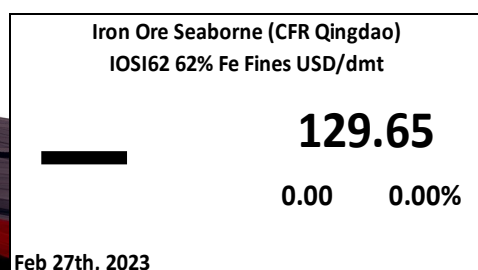 Iron Ore Seaborne (CFR Qingdao)
IOSI62 62% Fe Fines USD/dmt
129.65
0.00 0.00%
Feb 27th, 2023